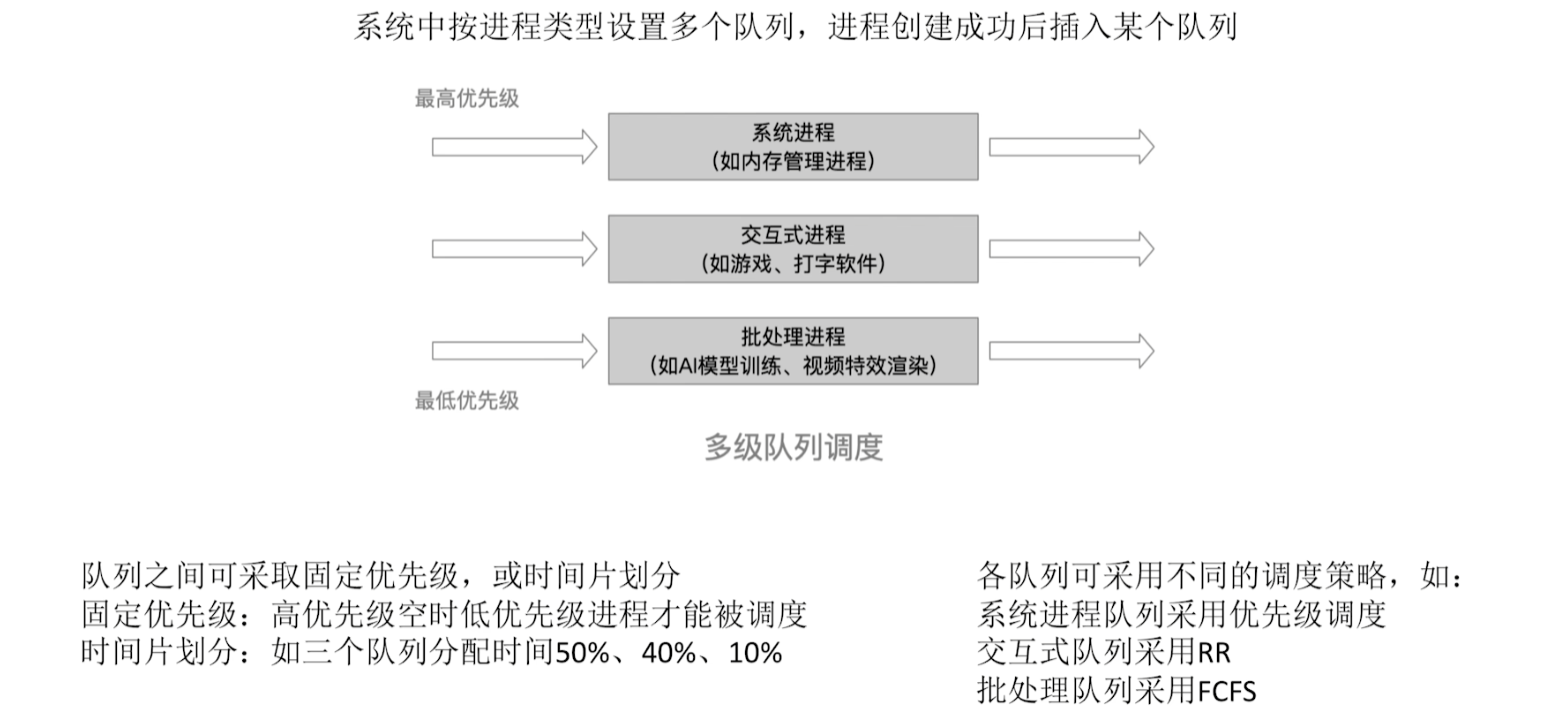 系统中按进程类型设置多个队列，进程创建成功后插入某个队列
最高优先级
系统进程
（如内存管理进程）
交互式进程
（如游戏、打字软件）
批处理进程
（如AI模型训练、视频特效渲染）
最低优先级
多级队列调度
队列之间可采取固定优先级，或时间片划分
固定优先级：高优先级空时低优先级进程才能被调度
时间片划分：如三个队列分配时间50%、40%、10%
各队列可采用不同的调度策略，如：
系统进程队列采用优先级调度
交互式队列采用RR
批处理队列采用FCFS